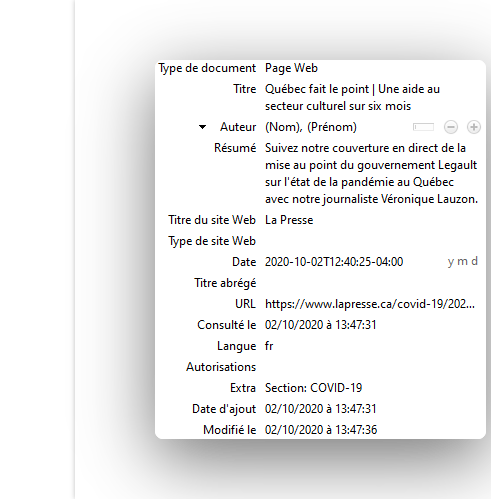 Type de document Page Web
Titre Québec fait le point | Une aide au
secteur culturel sur six mois
Auteur (Nom), (Prénom)
Résumé Suivez notre couverture en direct de la
mise au point du gouvernement Legault
sur l'état de la pandémie au Québec
avec notre journaliste Véronique Lauzon.
Titre du site Web La Presse
Type de site Web
Date 2020-10-02T12:40:25-04:00 y m d
Titre abrégé
URL https://www.lapresse.ca/covid-19/202...
Consulté le 02/10/2020 à 13:47:31
Langue fr
Autorisations
Extra Section: COVID-19
Date d'ajout 02/10/2020 à 13:47:31
Modifié le 02/10/2020 à 13:47:36